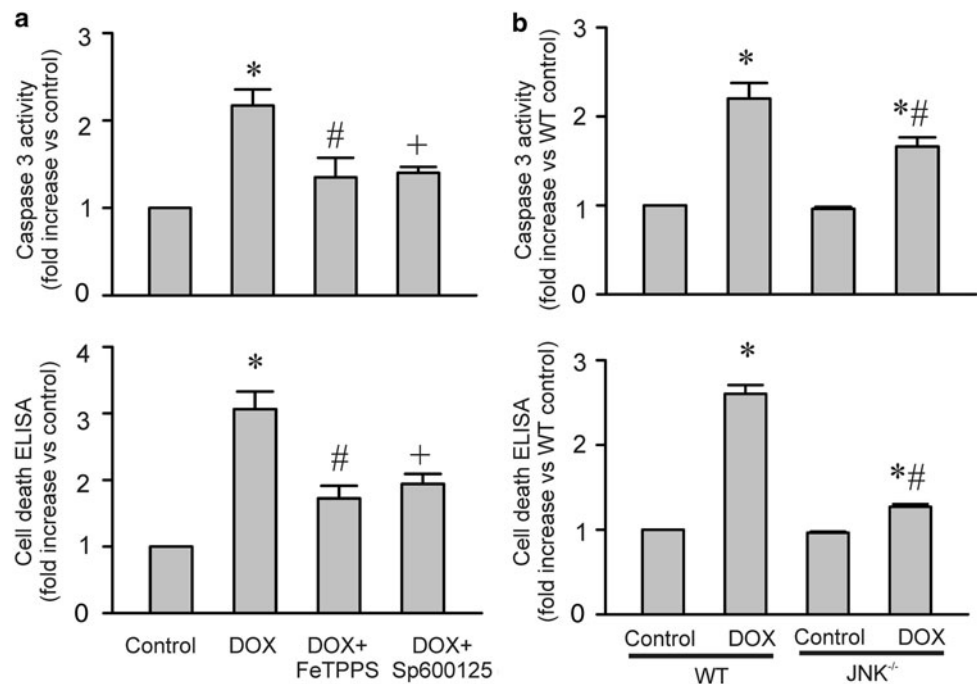 a
Caspase 3 activity
(fold increase vs control)
3
2
1
0
*
#
+
Cell death ELISA
(fold increase vs control)
4
3
2
1
0
*
#
+
Control
DOX
DOX+
FeTPPS
DOX+
Sp600125
b
Caspase 3 activity
(fold increase vs WT control)
3
2
1
0
*
*#
Cell death ELISA
(fold increase vs WT control)
3
2
1
0
*
*#
Control
DOX
Control
DOX
WT
JNK⁻/⁻